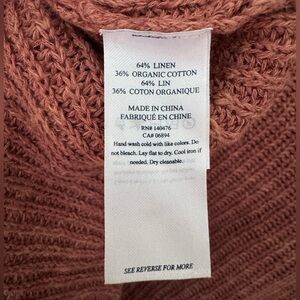 64% LINEN
36% ORGANIC COTTON
64% LIN
36% COTON ORGANIQUE
MADE IN CHINA
FABRIQUÉ EN CHINE
RN# 140476
CA# 06894
Hand wash cold with like colors. Do
not bleach. Lay flat to dry. Cool iron if
needed. Dry cleanable.
SEE REVERSE FOR MORE